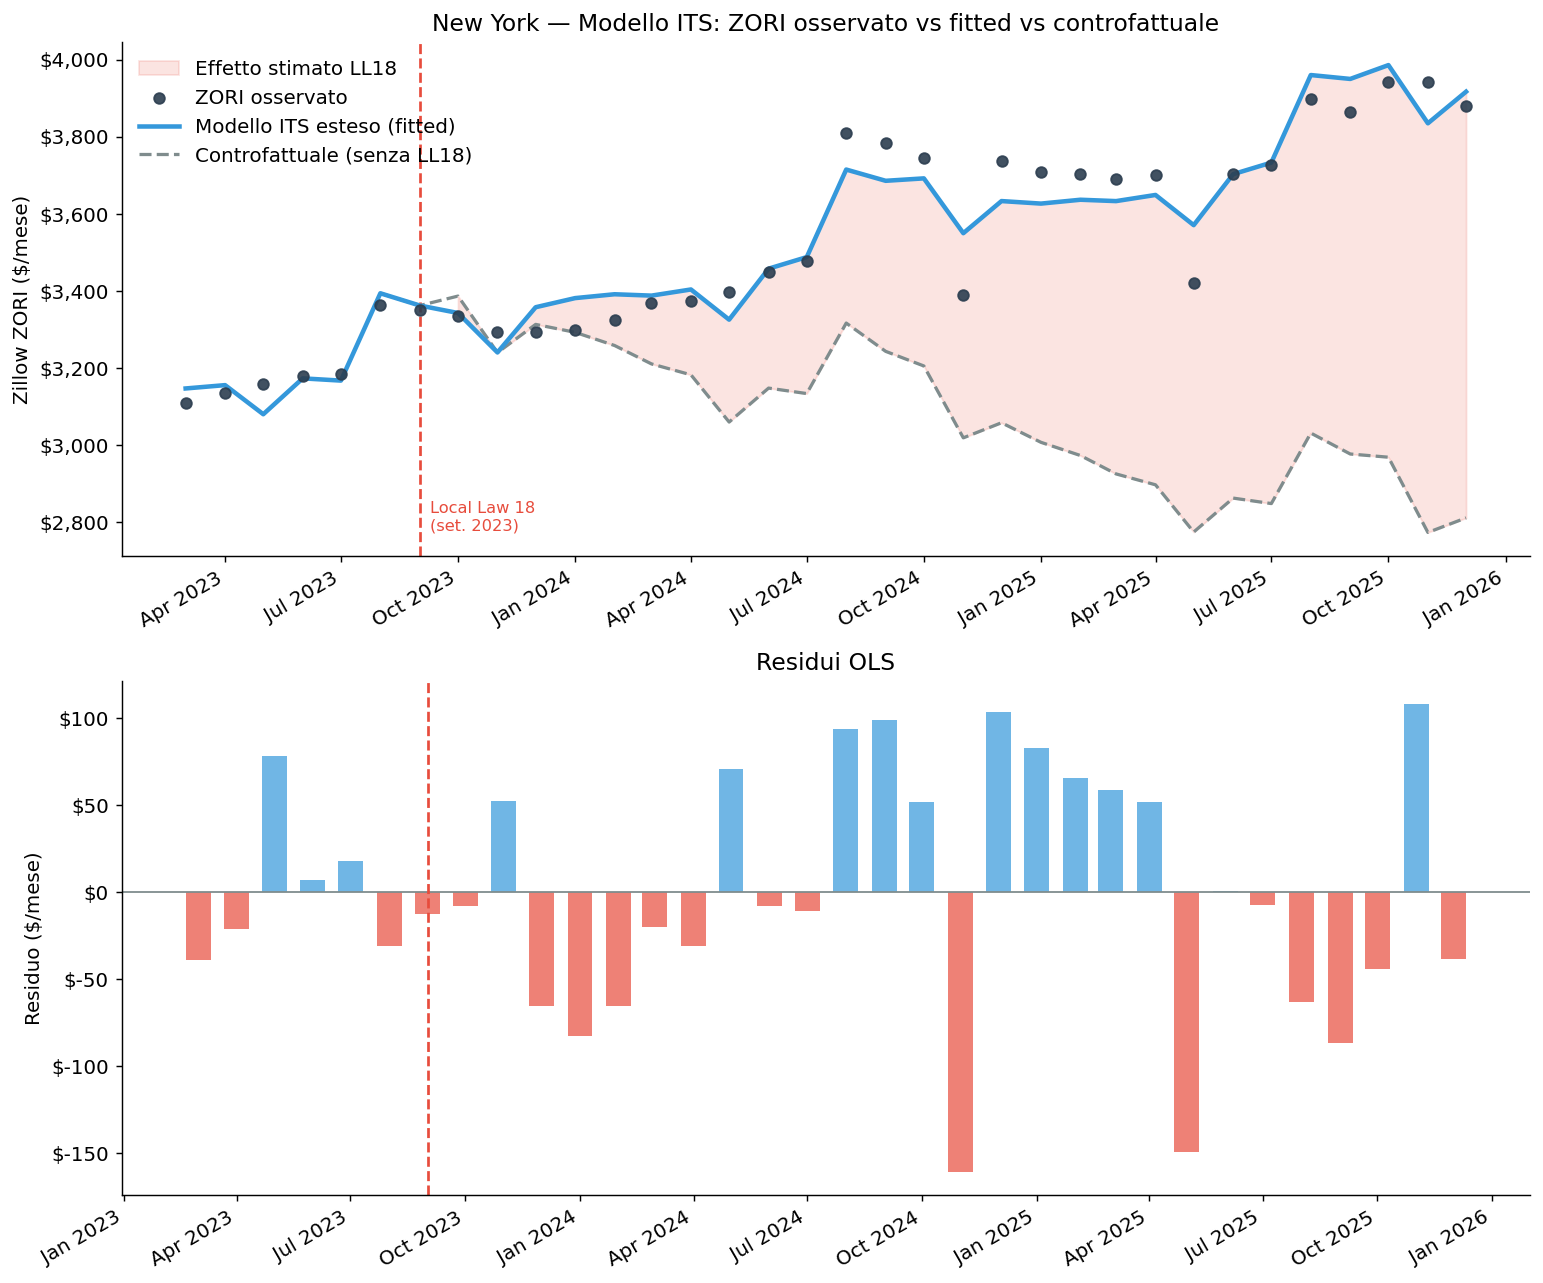 New York — Modello ITS: ZORI osservato vs fitted vs controfattuale
Zillow ZORI ($/mese)
$4,000
$3,800
$3,600
$3,400
$3,200
$3,000
$2,800
Effetto stimato LL18
ZORI osservato
Modello ITS esteso (fitted)
Controfattuale (senza LL18)
Local Law 18
(set. 2023)
Apr 2023
Jul 2023
Oct 2023
Jan 2024
Apr 2024
Jul 2024
Oct 2024
Jan 2025
Apr 2025
Jul 2025
Oct 2025
Jan 2026
Residui OLS
Residuo ($/mese)
$100
$50
$0
$-50
$-100
$-150
Jan 2023
Apr 2023
Jul 2023
Oct 2023
Jan 2024
Apr 2024
Jul 2024
Oct 2024
Jan 2025
Apr 2025
Jul 2025
Oct 2025
Jan 2026